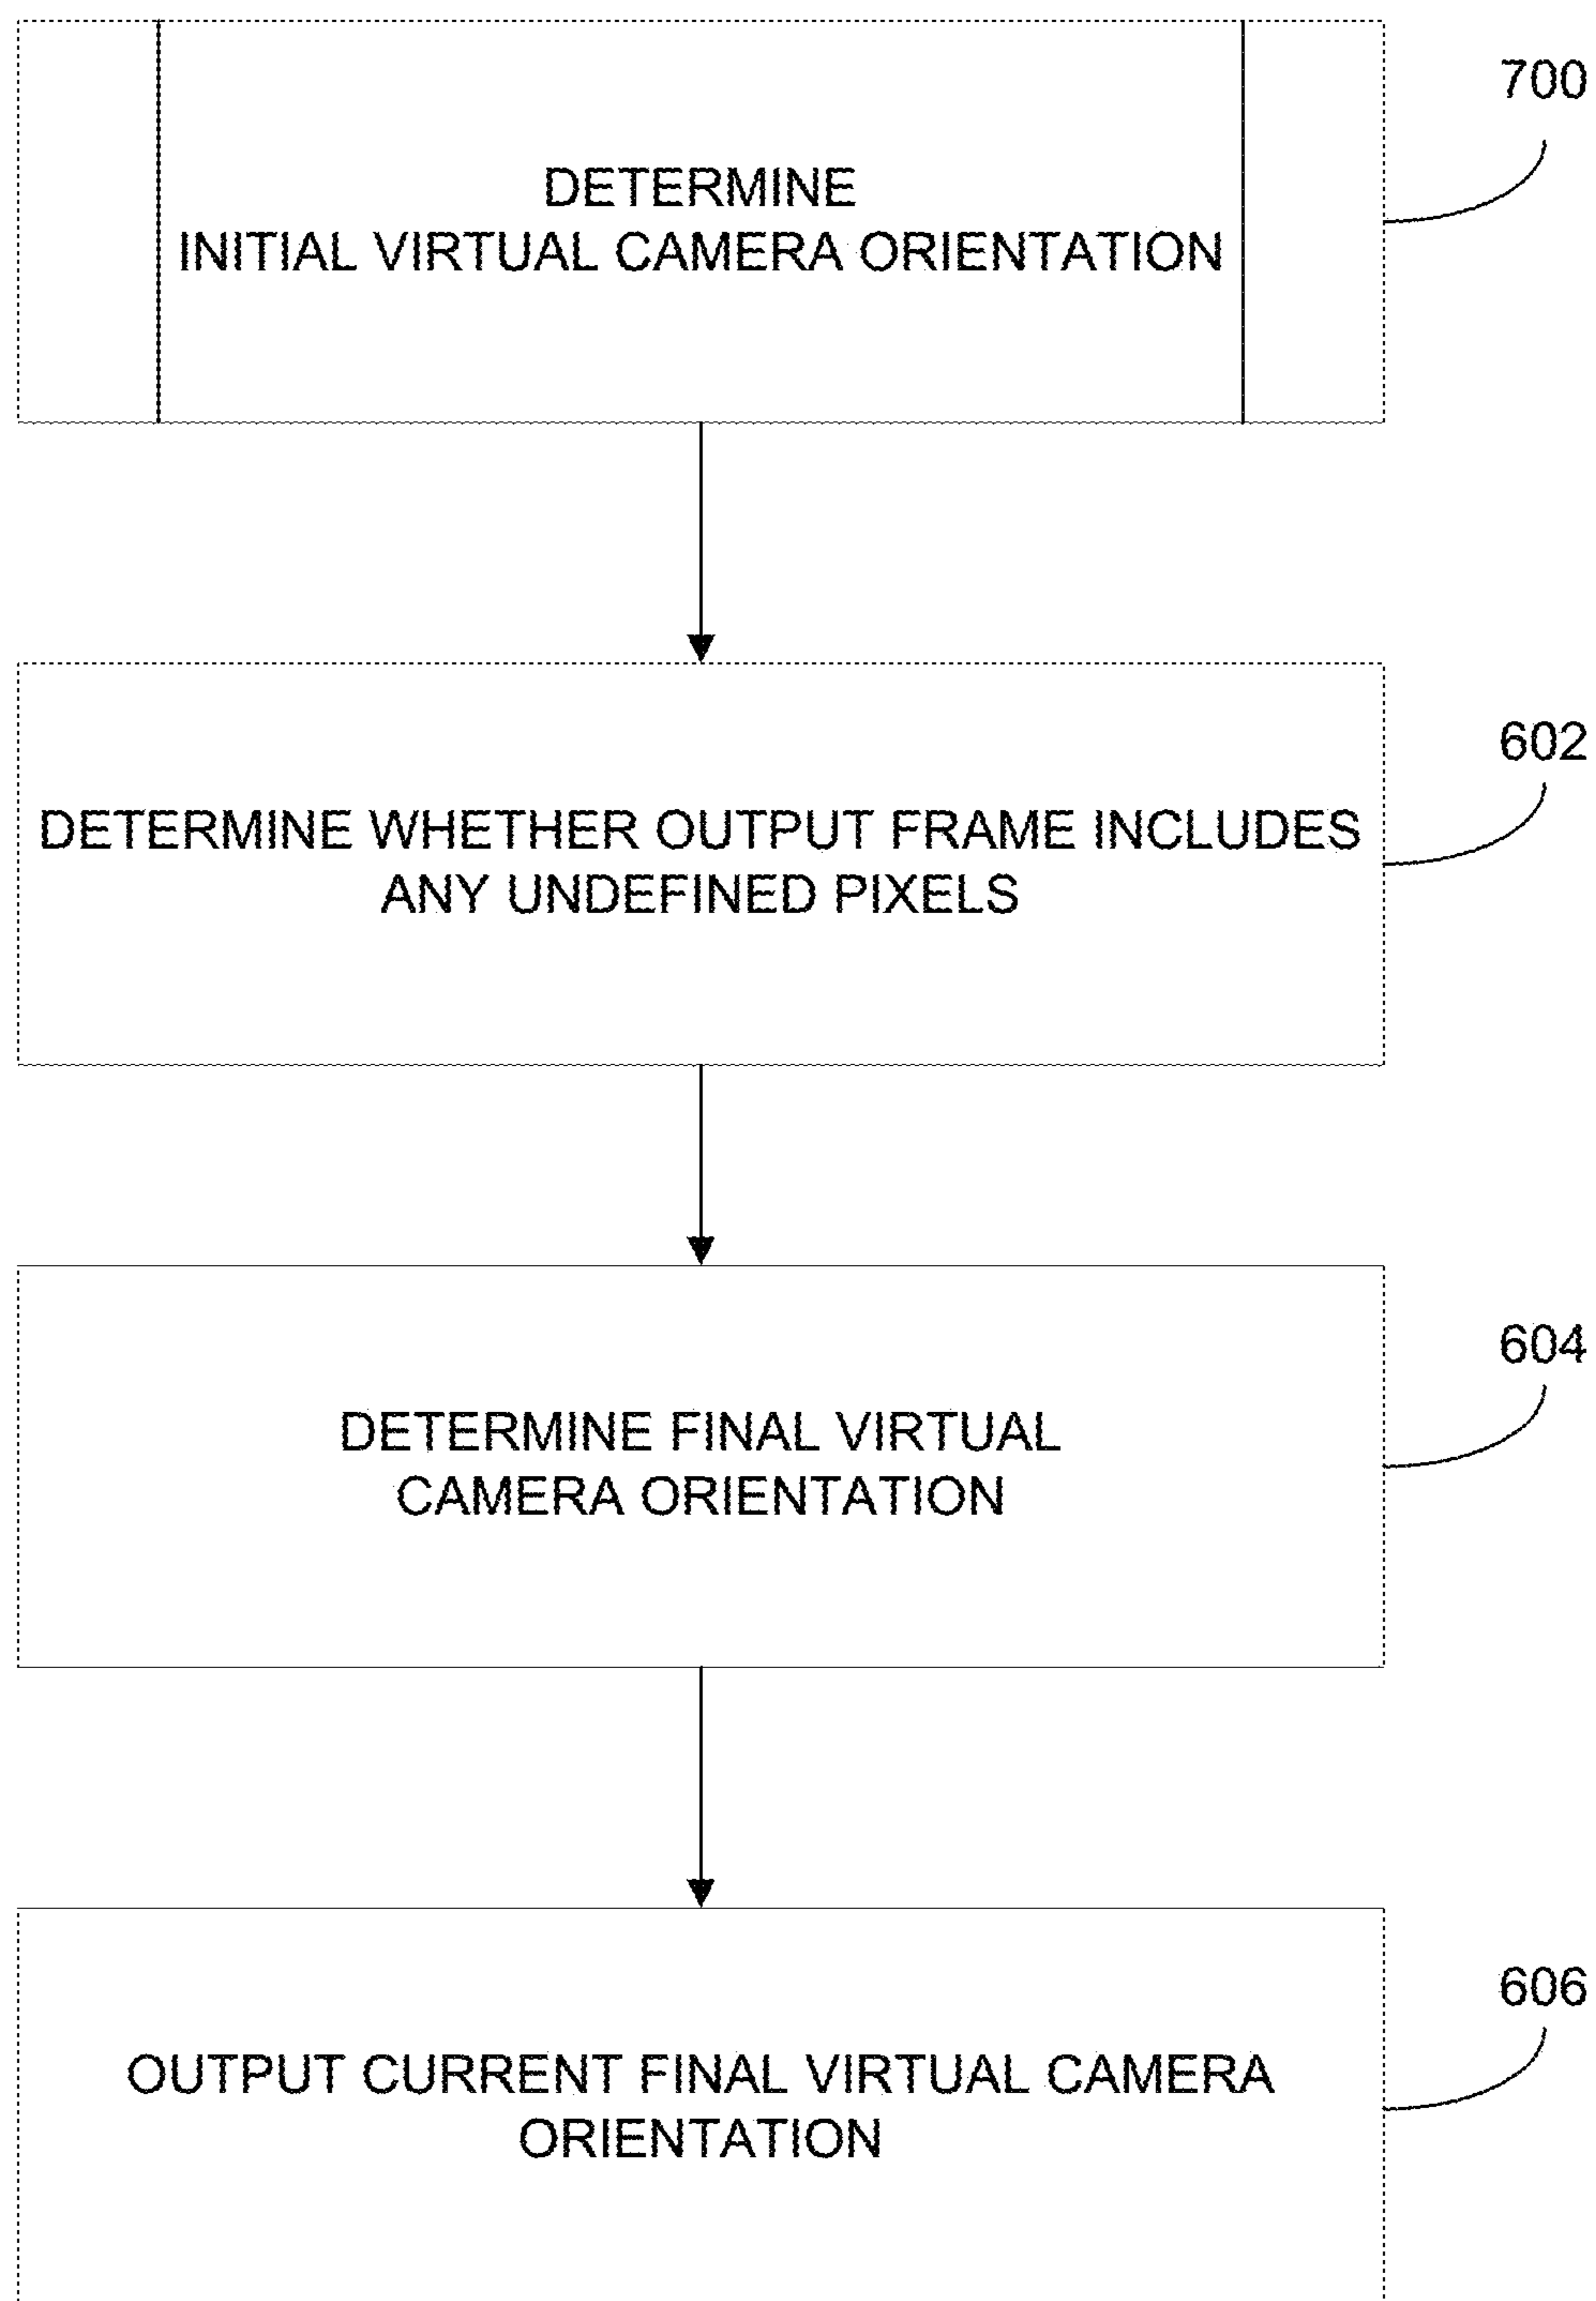 700
DETERMINE
INITIAL VIRTUAL CAMERA ORIENTATION
602
DETERMINE WHETHER OUTPUT FRAME INCLUDES
ANY UNDEFINED PIXELS
604
DETERMINE FINAL VIRTUAL
CAMERA ORIENTATION
606
OUTPUT CURRENT FINAL VIRTUAL CAMERA
ORIENTATION